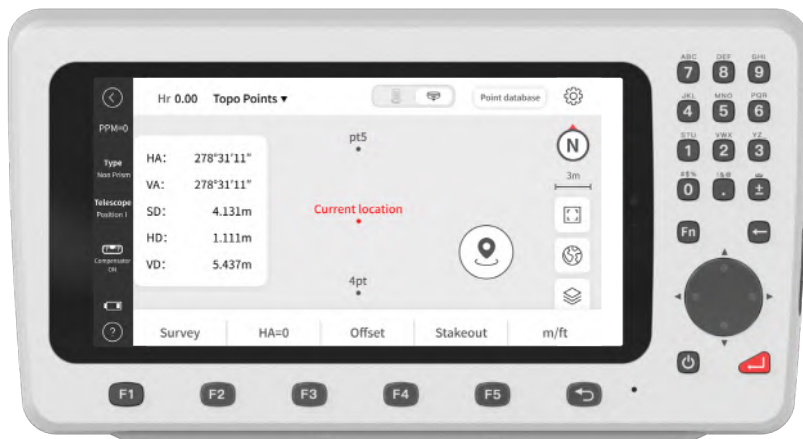 Hr 0.00 Topo Points ▾ Point database
PPM=0
Type
Non Prism
Telescope
Position I
Compensator
ON
?
HA: 278°31'11"
VA: 278°31'11"
SD: 4.131m
HD: 1.111m
VD: 5.437m
pt5
Current location
4pt
N
3m
Survey HA=0 Offset Stakeout m/ft
F1 F2 F3 F4 F5
ABC DEF GHI
7 8 9
JKL MNO PQR
4 5 6
STU VWX YZ
1 2 3
#$% !&@
0 . ±
Fn